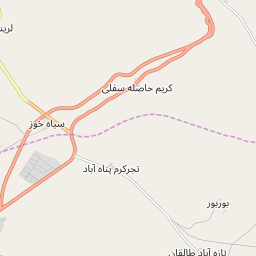 کریم حاصله سفلی
سیاه خوز
تجرکرم پناه آباد
بوربور
تازه آباد طالقان